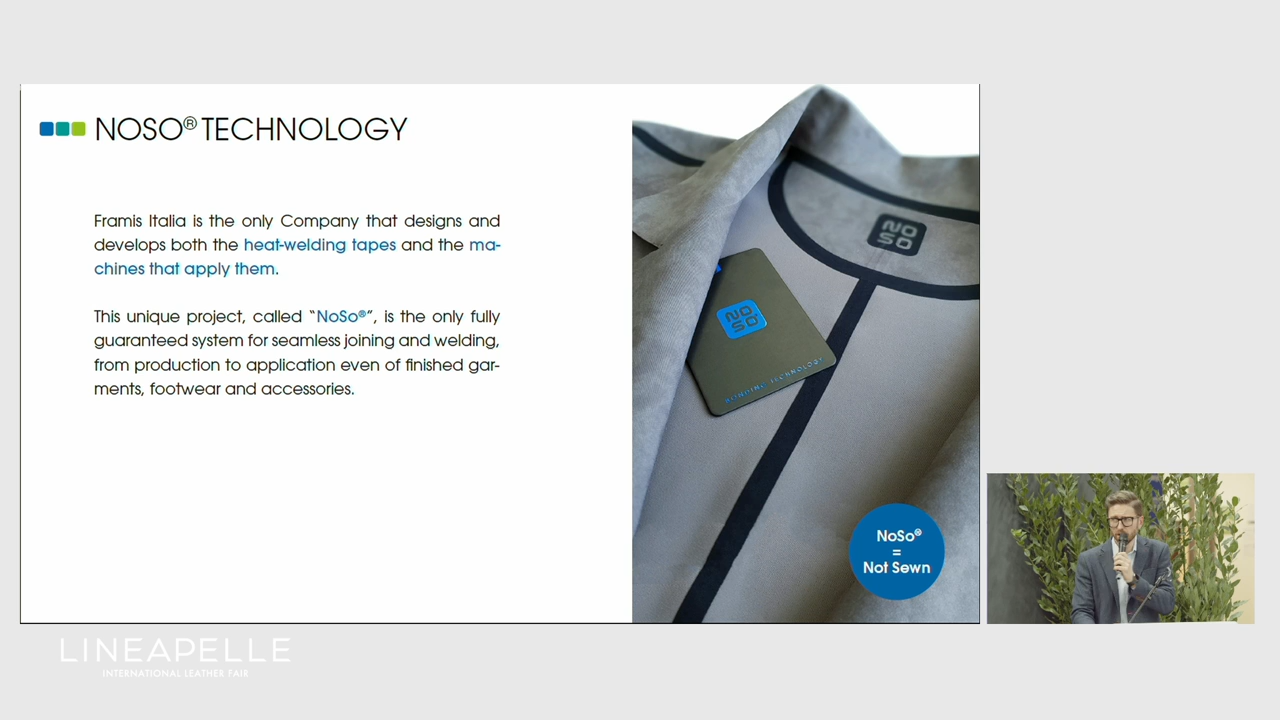 NOSO® TECHNOLOGY
Framis Italia is the only Company that designs and
develops both the heat-welding tapes and the ma-
chines that apply them.
This unique project, called “NoSo®”, is the only fully
guaranteed system for seamless joining and welding,
from production to application even of finished gar-
ments, footwear and accessories.
NO
SO
NO
SO
BONDING TECHNOLOGY
NoSo®
=
Not Sewn
LINEAPELLE
INTERNATIONAL LEATHER FAIR